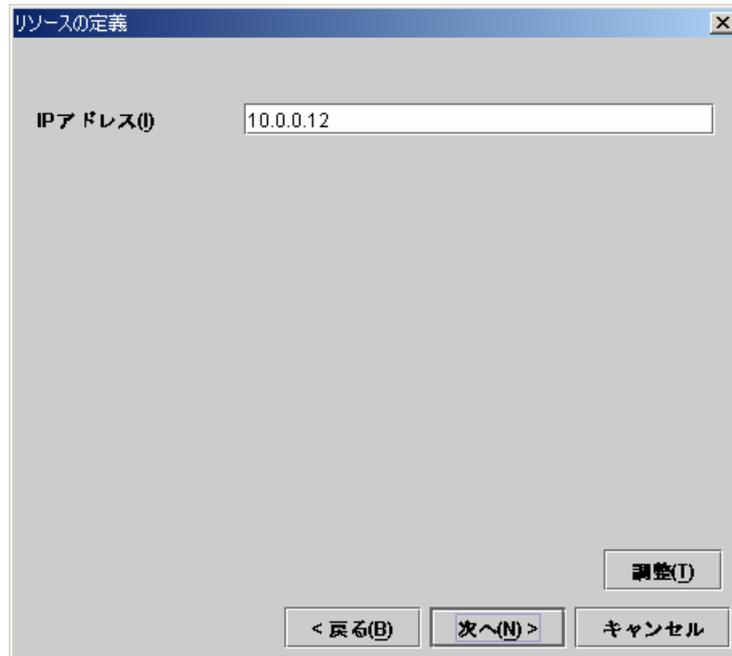 リソースの定義
IPアドレス(I) 10.0.0.12
調整(T)
< 戻る(B) 次へ(N) > キャンセル